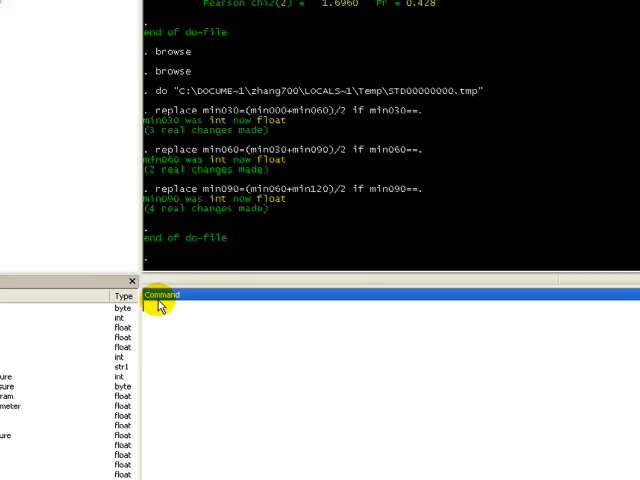 Pearson chi2(2) =   1.6960   Pr = 0.428
.
end of do-file
. browse
. browse
. do "C:\DOCUME~1\zhang700\LOCALS~1\Temp\STD00000000.tmp"
. replace min030=(min000+min060)/2 if min030==.
min030 was int now float
(3 real changes made)
. replace min060=(min030+min090)/2 if min060==.
min060 was int now float
(2 real changes made)
. replace min090=(min060+min120)/2 if min090==.
min090 was int now float
(4 real changes made)
.
end of do-file
.
Type
byte
int
float
float
float
int
str1
ure int
sure byte
ram float
meter float
float
float
ure float
float
float
float
float
Command